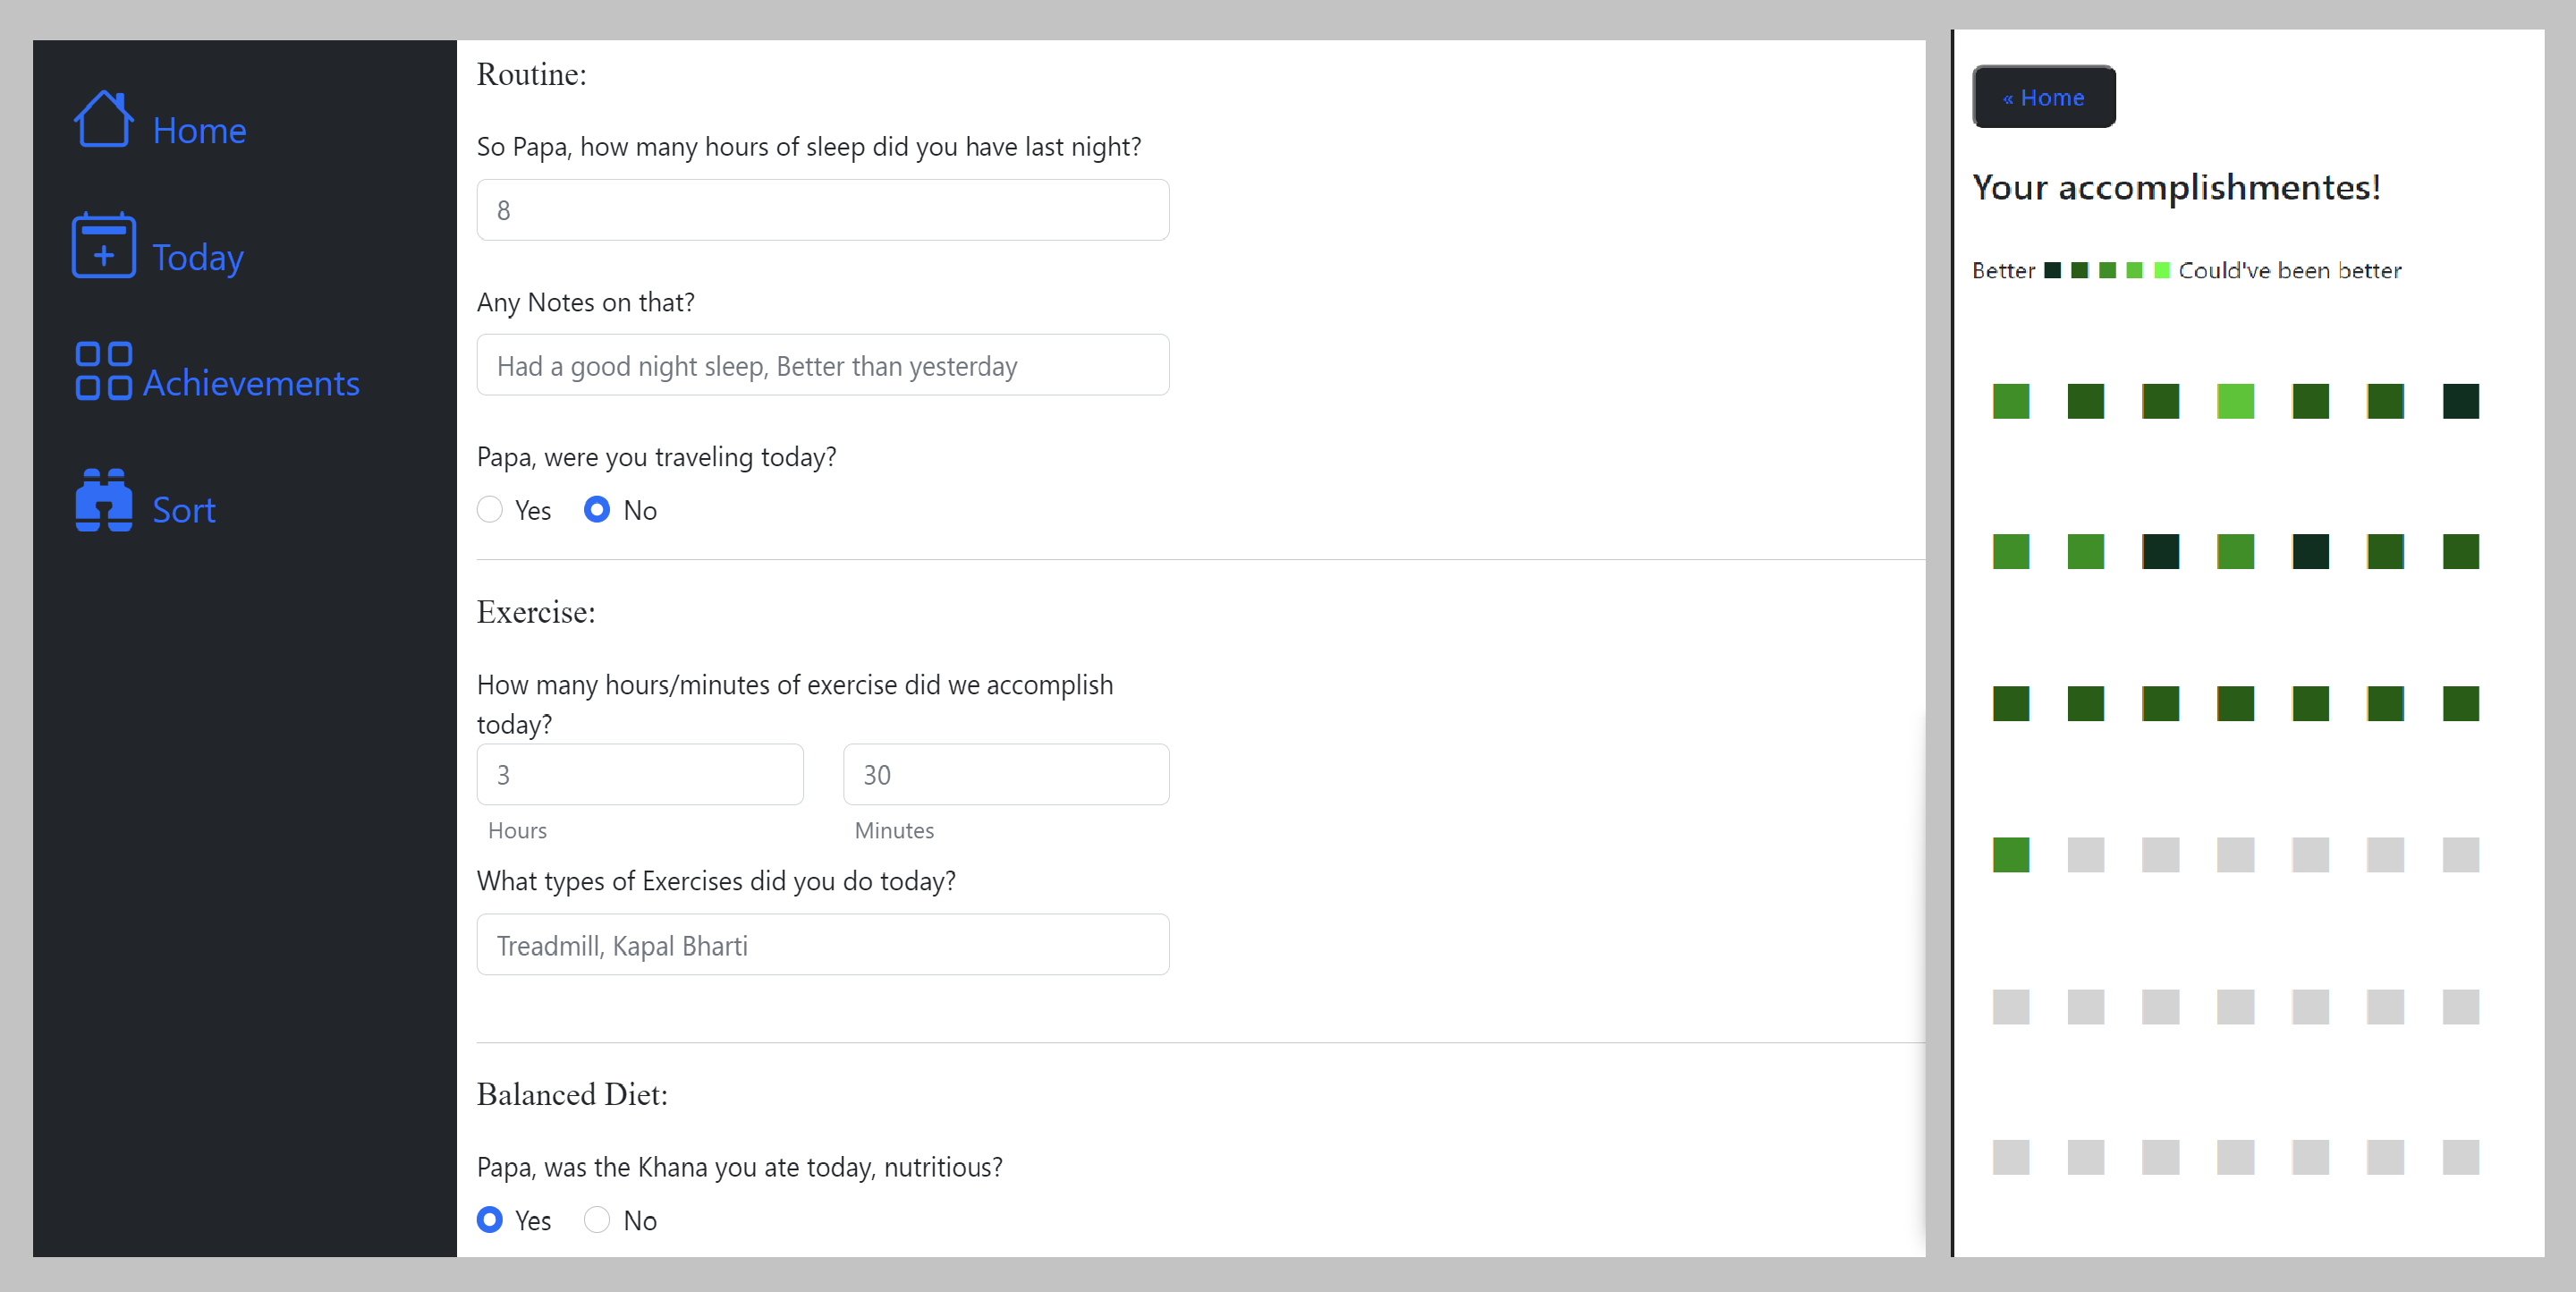 Home
Today
Achievements
Sort
Routine:
So Papa, how many hours of sleep did you have last night?
8
Any Notes on that?
Had a good night sleep, Better than yesterday
Papa, were you traveling today?
Yes No
Exercise:
How many hours/minutes of exercise did we accomplish
today?
3 30
Hours Minutes
What types of Exercises did you do today?
Treadmill, Kapal Bharti
Balanced Diet:
Papa, was the Khana you ate today, nutritious?
Yes No
« Home
Your accomplishmentes!
Better Could've been better